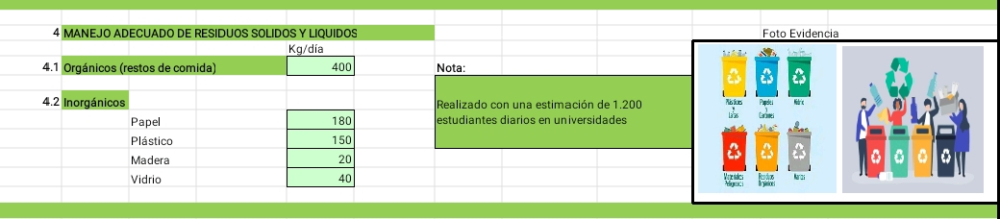 4 MANEJO ADECUADO DE RESIDUOS SOLIDOS Y LIQUIDOS
Foto Evidencia
Kg/día
4.1 Orgánicos (restos de comida) 400
Nota:
4.2 Inorgánicos
Realizado con una estimación de 1.200
estudiantes diarios en universidades
Papel 180
Plástico 150
Madera 20
Vidrio 40
Plásticos
y
Latas
Papeles
y
Cartones
Vidrio
Materiales
Peligrosos
Residuos
Orgánicos